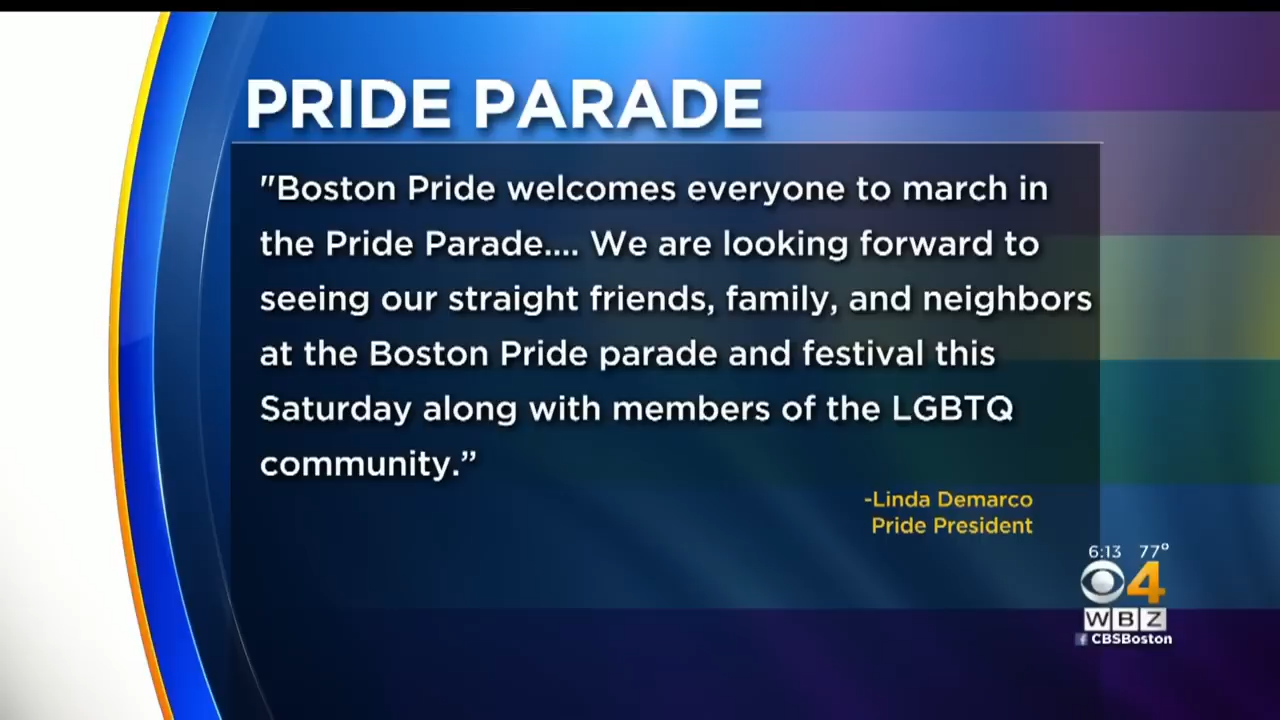 PRIDE PARADE
"Boston Pride welcomes everyone to march in
the Pride Parade.... We are looking forward to
seeing our straight friends, family, and neighbors
at the Boston Pride parade and festival this
Saturday along with members of the LGBTQ
community.”
-Linda Demarco
Pride President
6:13 77°
4
WBZ
f CBSBoston